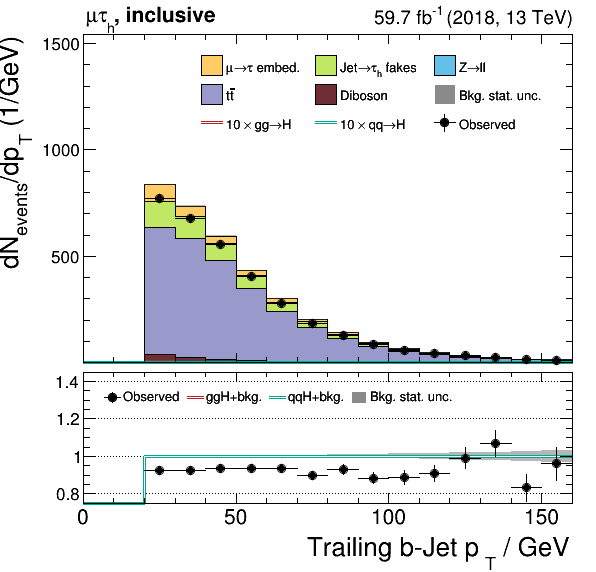 μτh, inclusive
59.7 fb-1 (2018, 13 TeV)
dNevents/dpT (1/GeV)
1500
1000
500
μ→τ embed.
Jet→τh fakes
Z→ll
tt̅
Diboson
Bkg. stat. unc.
10 × gg→H
10 × qq→H
Observed
1.4
1.2
1
0.8
Observed
ggH+bkg.
qqH+bkg.
Bkg. stat. unc.
0
50
100
150
Trailing b-Jet pT / GeV